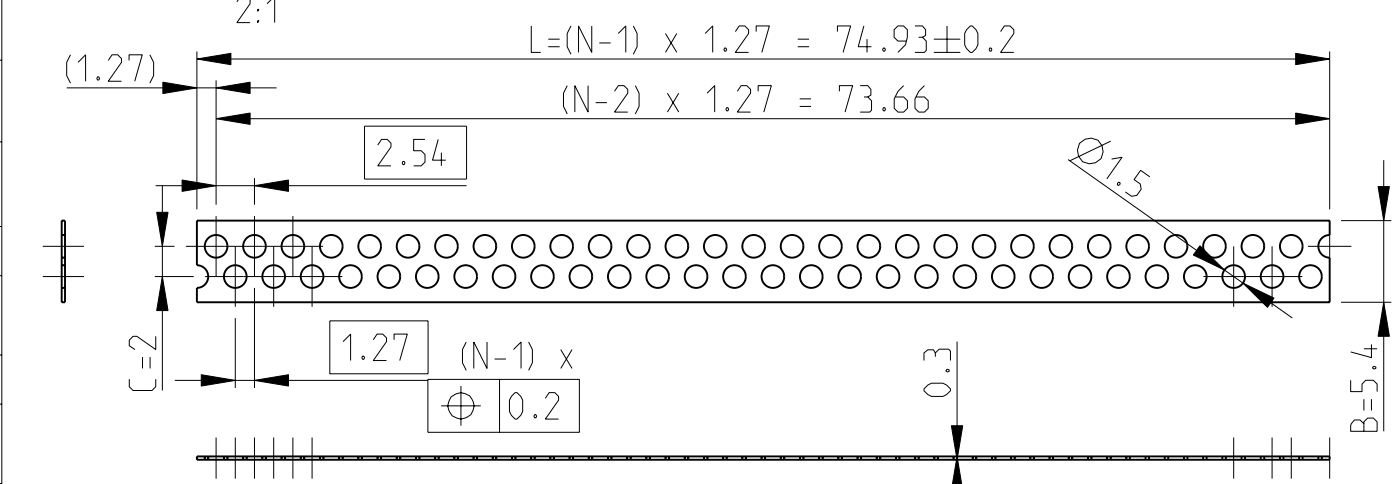 2:1
L=(N-1) x 1.27 = 74.93±0.2
(1.27)
(N-2) x 1.27 = 73.66
2.54
Ø1.5
1.27
(N-1) x
C=2
0.3
B=5.4
⌖ 0.2